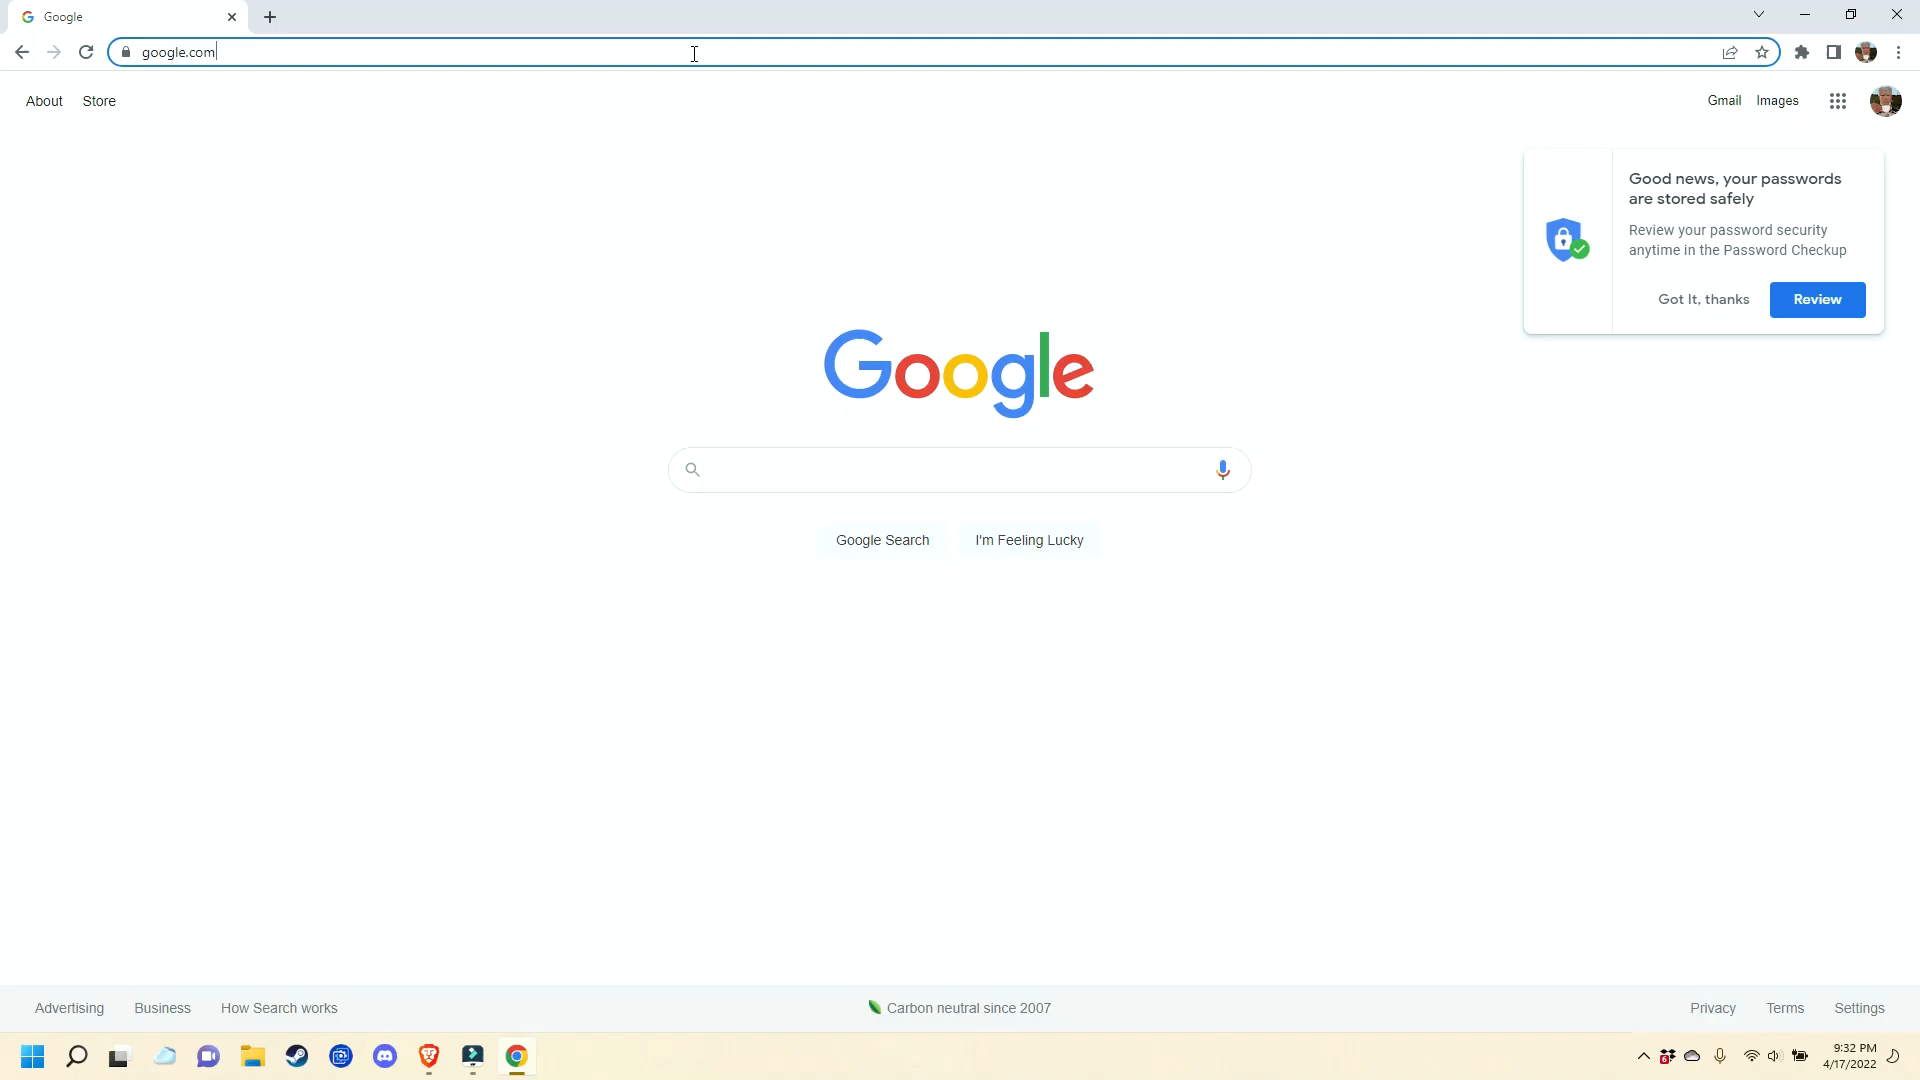 Google
google.com
About Store
Gmail Images
Good news, your passwords
are stored safely
Review your password security
anytime in the Password Checkup
Got It, thanks
Review
Google
Google Search
I'm Feeling Lucky
Advertising Business How Search works
Carbon neutral since 2007
Privacy Terms Settings
9:32 PM
4/17/2022